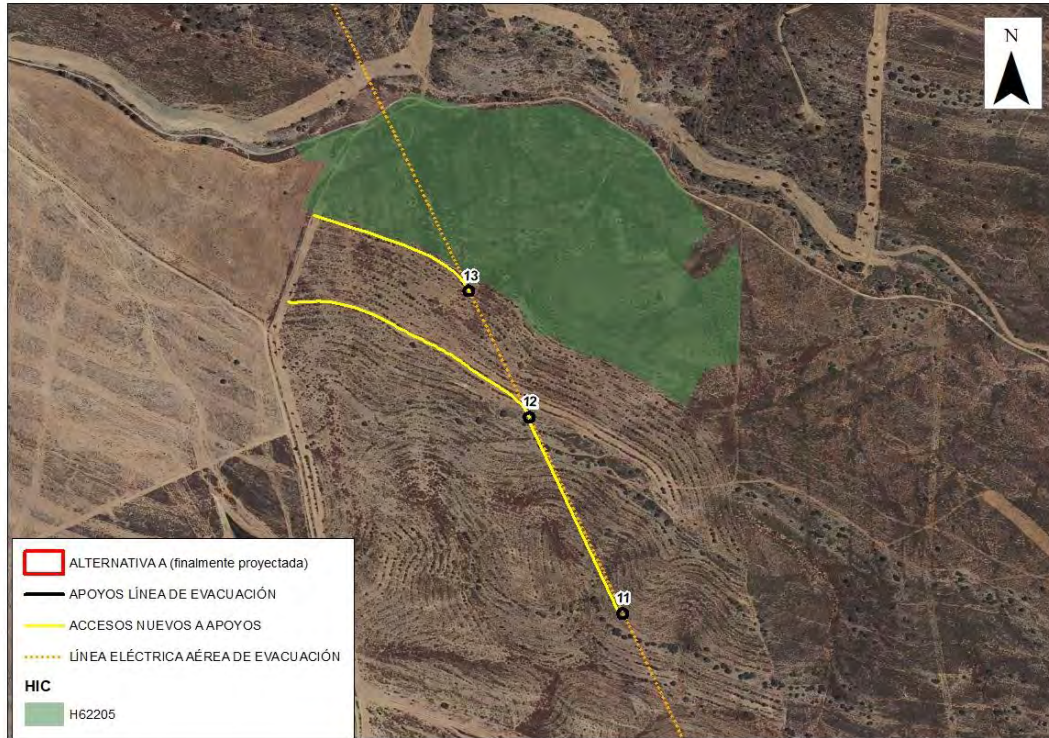 N
13
12
11
ALTERNATIVA A (finalmente proyectada)
APOYOS LÍNEA DE EVACUACIÓN
ACCESOS NUEVOS A APOYOS
LÍNEA ELÉCTRICA AÉREA DE EVACUACIÓN
HIC
H62205